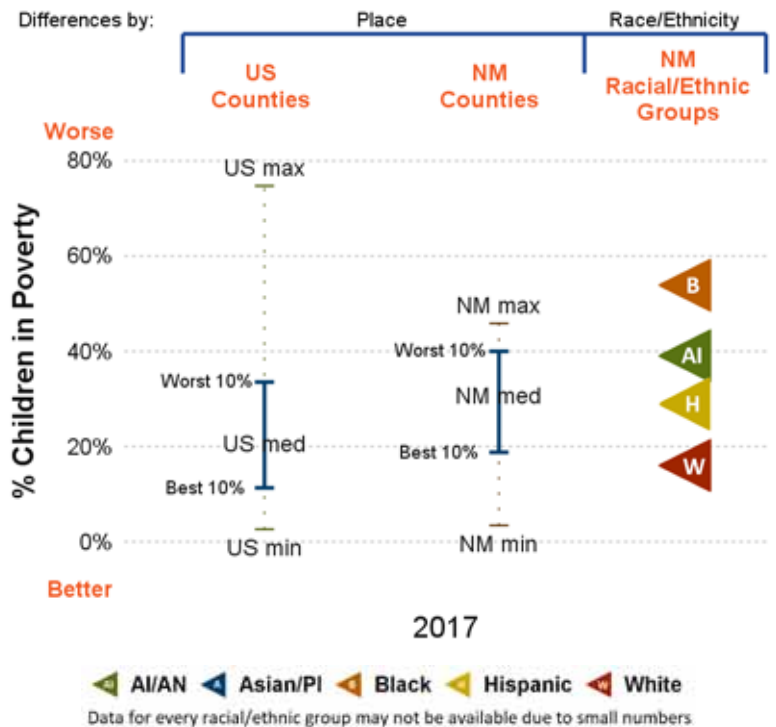 Differences by: Place Race/Ethnicity
US
Counties
NM
Counties
NM
Racial/Ethnic
Groups
Worse
80%
60%
40%
20%
0%
Better
% Children in Poverty
US max
Worst 10%
US med
Best 10%
US min
NM max
Worst 10%
NM med
Best 10%
NM min
B
AI
H
W
2017
AI AI/AN A Asian/PI B Black H Hispanic W White
Data for every racial/ethnic group may not be available due to small numbers